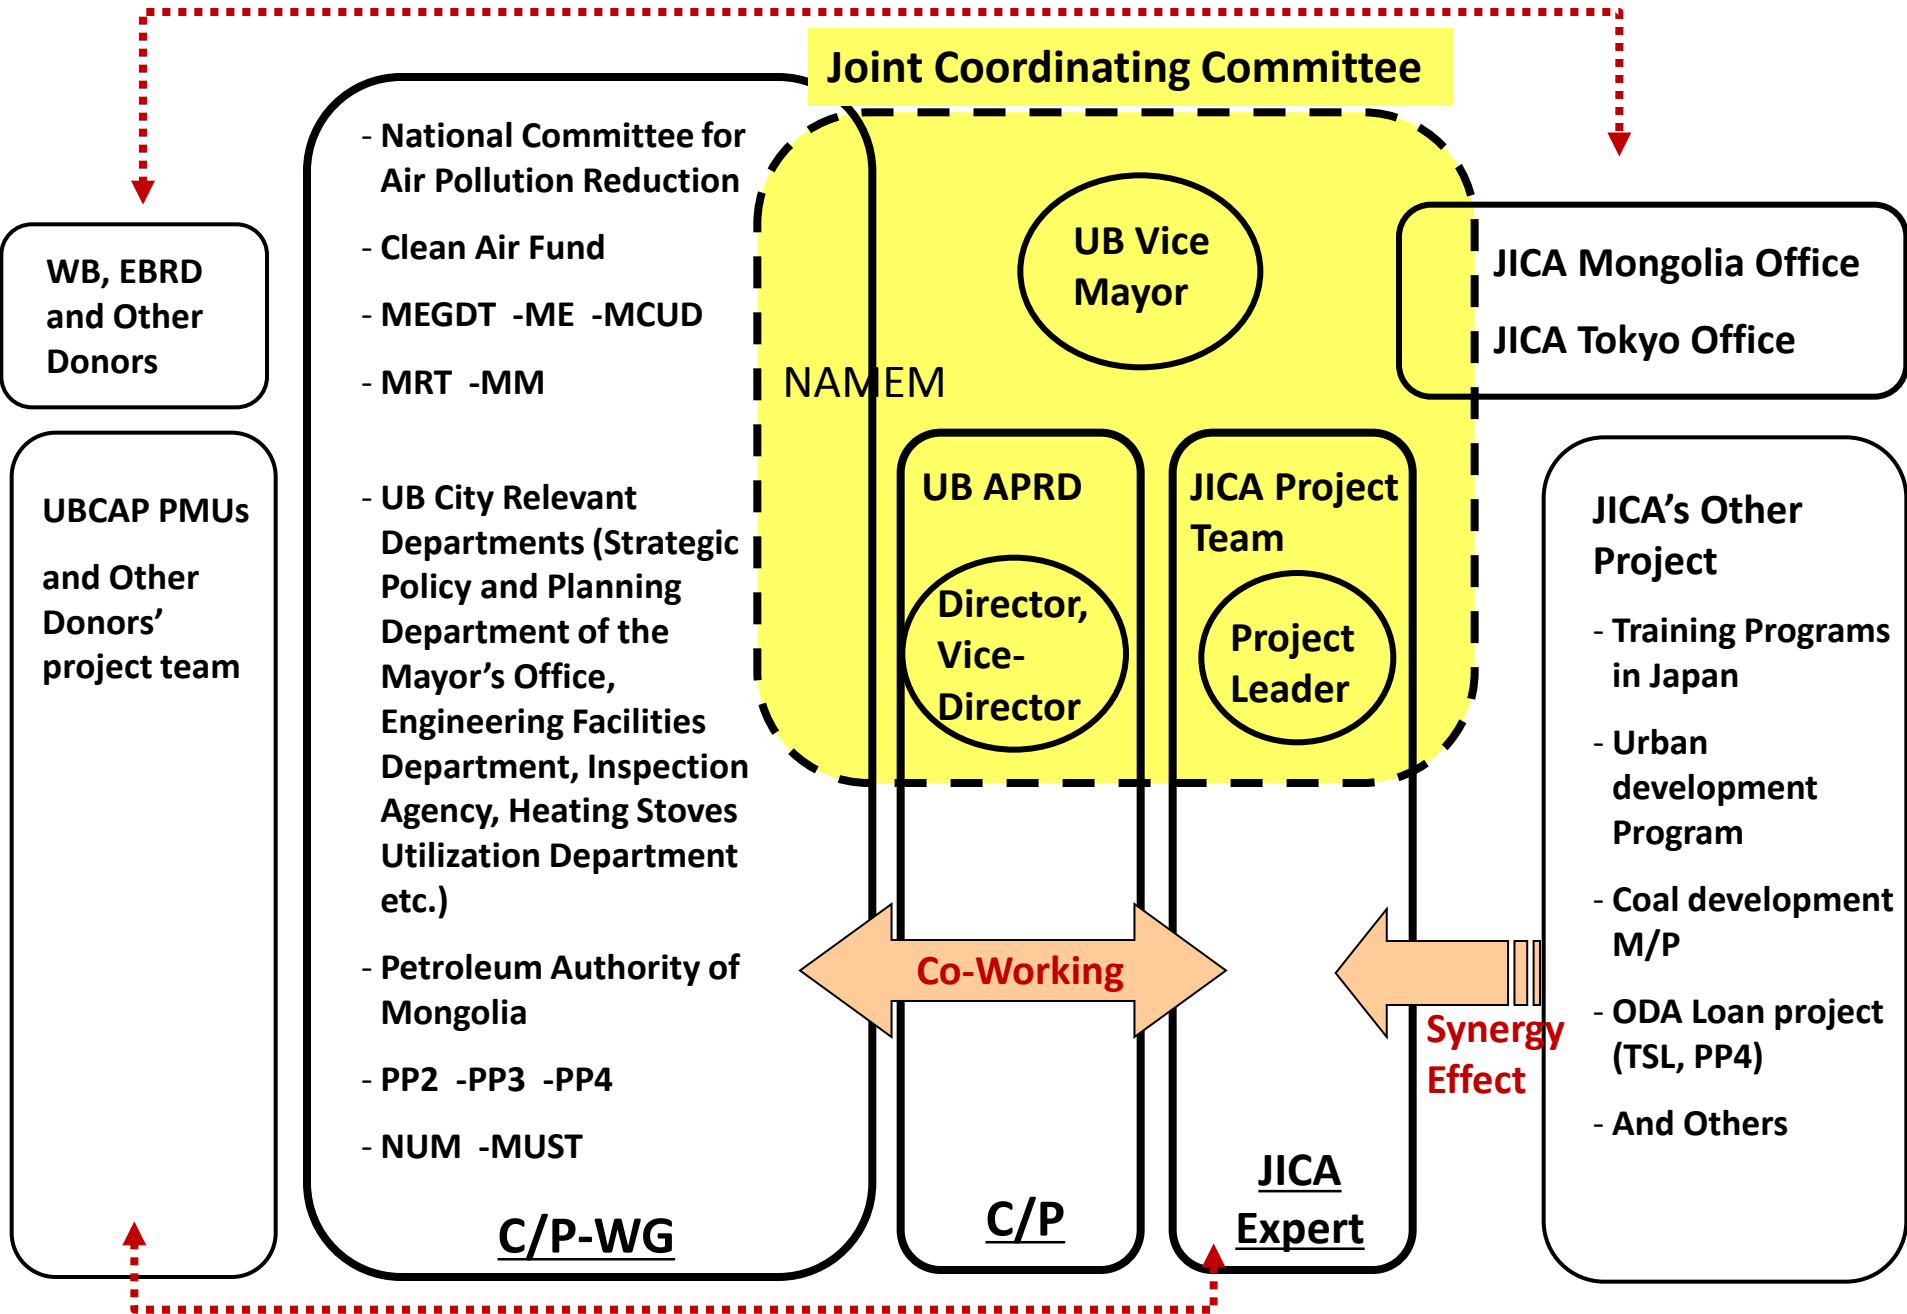 Joint Coordinating Committee
WB, EBRD
and Other
Donors
UBCAP PMUs
and Other
Donors’
project team
- National Committee for
Air Pollution Reduction
- Clean Air Fund
- MEGDT -ME -MCUD
- MRT -MM
- UB City Relevant
Departments (Strategic
Policy and Planning
Department of the
Mayor’s Office,
Engineering Facilities
Department, Inspection
Agency, Heating Stoves
Utilization Department
etc.)
- Petroleum Authority of
Mongolia
- PP2 -PP3 -PP4
- NUM -MUST
C/P-WG
NAMEM
UB Vice
Mayor
UB APRD
Director,
Vice-
Director
C/P
JICA Project
Team
Project
Leader
JICA
Expert
Co-Working
Synergy
Effect
JICA Mongolia Office
JICA Tokyo Office
JICA’s Other
Project
- Training Programs
in Japan
- Urban
development
Program
- Coal development
M/P
- ODA Loan project
(TSL, PP4)
- And Others